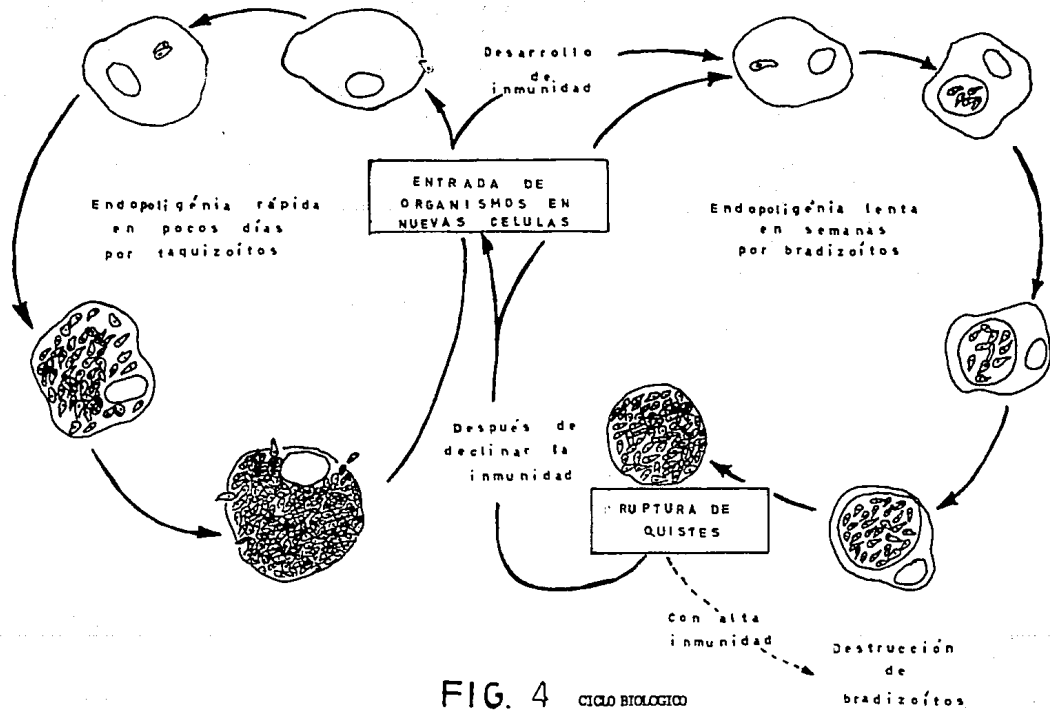 Desarrollo
de
inmunidad
ENTRADA DE
ORGANISMOS EN
NUEVAS CELULAS
Endopoligénia rápida
en pocos días
por taquizoítos
Endopoligénia lenta
en semanas
por bradizoítos
Después de
declinar la
inmunidad
RUPTURA DE
QUISTES
Con alta
inmunidad
Destrucción
de
bradizoítos
FIG. 4 CICLO BIOLOGICO